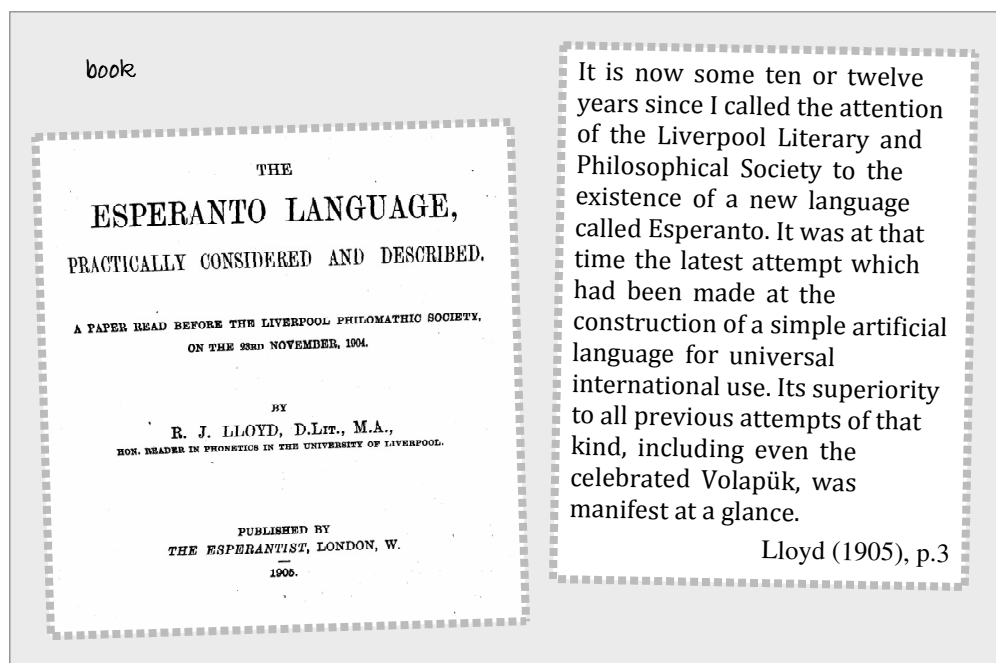 book
THE
ESPERANTO LANGUAGE,
PRACTICALLY CONSIDERED AND DESCRIBED.
A PAPER READ BEFORE THE LIVERPOOL PHILOMATHIC SOCIETY,
ON THE 23RD NOVEMBER, 1904.
BY
R. J. LLOYD, D.LIT., M.A.,
HON. READER IN PHONETICS IN THE UNIVERSITY OF LIVERPOOL.
PUBLISHED BY
THE ESPERANTIST, LONDON, W.
1905.
It is now some ten or twelve
years since I called the attention
of the Liverpool Literary and
Philosophical Society to the
existence of a new language
called Esperanto. It was at that
time the latest attempt which
had been made at the
construction of a simple artificial
language for universal
international use. Its superiority
to all previous attempts of that
kind, including even the
celebrated Volapük, was
manifest at a glance.
Lloyd (1905), p.3